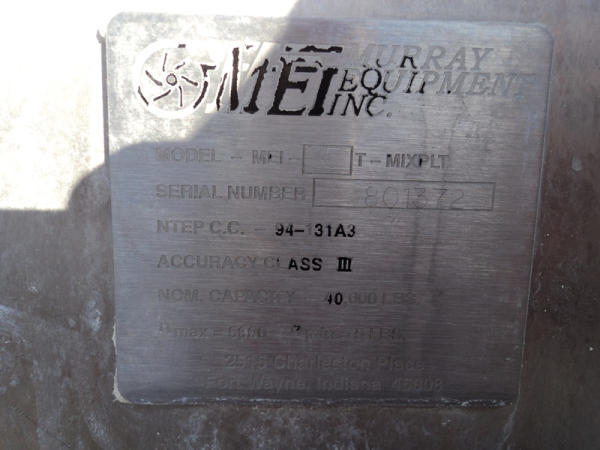 MEI MURRAY
EQUIPMENT
INC.
MODEL - MEI - T - MIXPLT
SERIAL NUMBER 801372
NTEP C.C. - 94-131A3
ACCURACY CLASS III
NOM. CAPACITY 40,000 LBS
nmax =
2515 Charleston Place
Fort Wayne, Indiana 46808